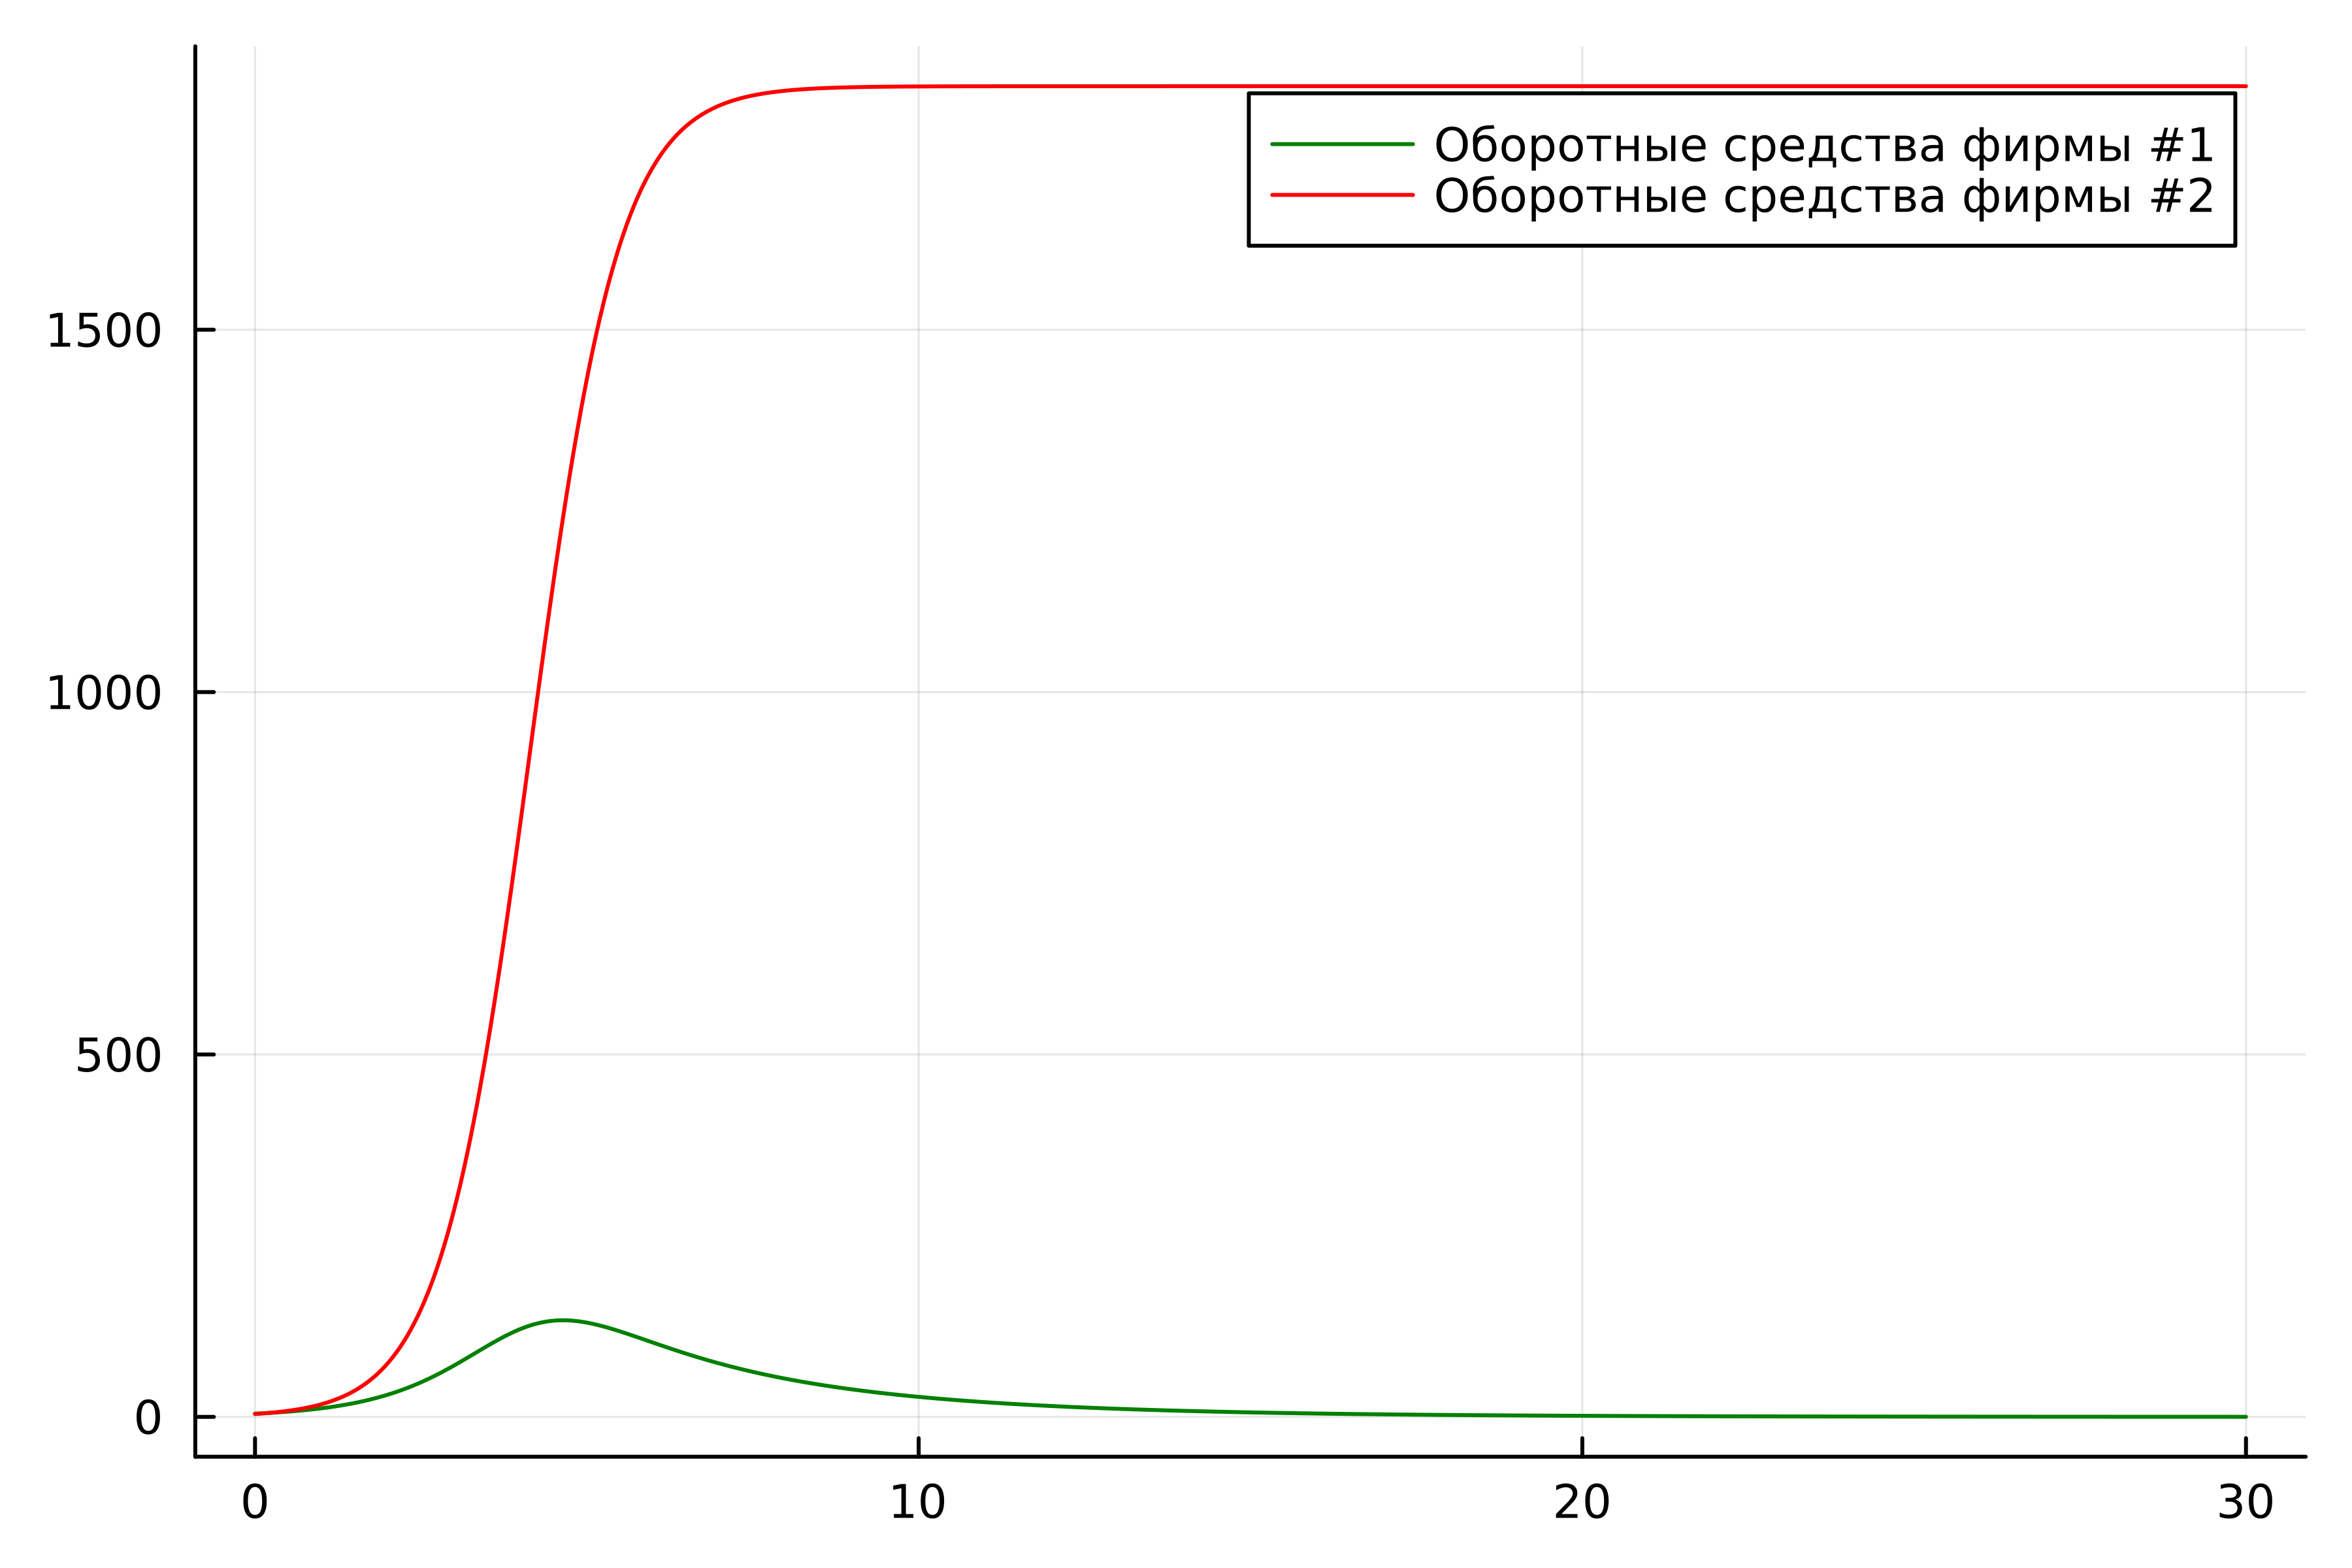 Оборотные средства фирмы #1
Оборотные средства фирмы #2
1500
1000
500
0
0 10 20 30